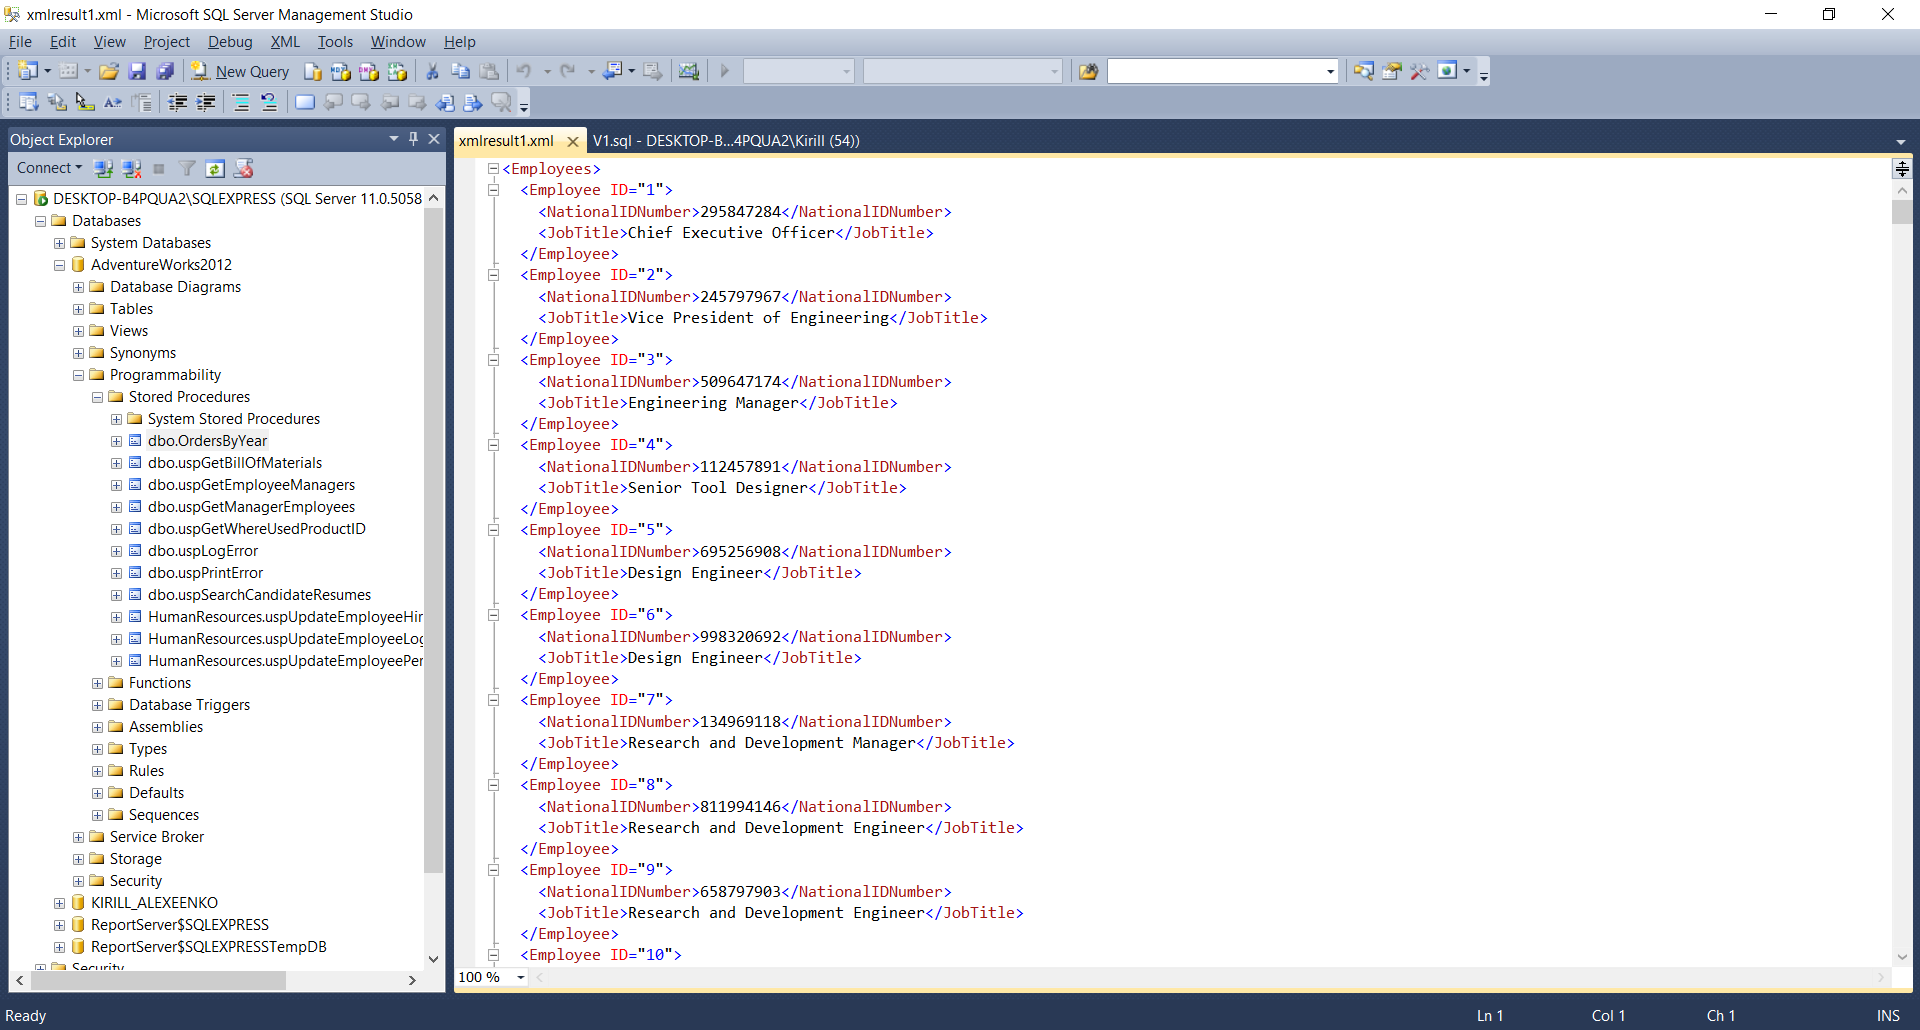 xmlresult1.xml - Microsoft SQL Server Management Studio
File Edit View Project Debug XML Tools Window Help
New Query
Object Explorer
Connect
DESKTOP-B4PQUA2\SQLEXPRESS (SQL Server 11.0.5058
Databases
System Databases
AdventureWorks2012
Database Diagrams
Tables
Views
Synonyms
Programmability
Stored Procedures
System Stored Procedures
dbo.OrdersByYear
dbo.uspGetBillOfMaterials
dbo.uspGetEmployeeManagers
dbo.uspGetManagerEmployees
dbo.uspGetWhereUsedProductID
dbo.uspLogError
dbo.uspPrintError
dbo.uspSearchCandidateResumes
HumanResources.uspUpdateEmployeeHir
HumanResources.uspUpdateEmployeeLog
HumanResources.uspUpdateEmployeePer
Functions
Database Triggers
Assemblies
Types
Rules
Defaults
Sequences
Service Broker
Storage
Security
KIRILL_ALEXEENKO
ReportServer$SQLEXPRESS
ReportServer$SQLEXPRESSTempDB
Security
xmlresult1.xml V1.sql - DESKTOP-B...4PQUA2\Kirill (54))
<Employees>
<Employee ID="1">
<NationalIDNumber>295847284</NationalIDNumber>
<JobTitle>Chief Executive Officer</JobTitle>
</Employee>
<Employee ID="2">
<NationalIDNumber>245797967</NationalIDNumber>
<JobTitle>Vice President of Engineering</JobTitle>
</Employee>
<Employee ID="3">
<NationalIDNumber>509647174</NationalIDNumber>
<JobTitle>Engineering Manager</JobTitle>
</Employee>
<Employee ID="4">
<NationalIDNumber>112457891</NationalIDNumber>
<JobTitle>Senior Tool Designer</JobTitle>
</Employee>
<Employee ID="5">
<NationalIDNumber>695256908</NationalIDNumber>
<JobTitle>Design Engineer</JobTitle>
</Employee>
<Employee ID="6">
<NationalIDNumber>998320692</NationalIDNumber>
<JobTitle>Design Engineer</JobTitle>
</Employee>
<Employee ID="7">
<NationalIDNumber>134969118</NationalIDNumber>
<JobTitle>Research and Development Manager</JobTitle>
</Employee>
<Employee ID="8">
<NationalIDNumber>811994146</NationalIDNumber>
<JobTitle>Research and Development Engineer</JobTitle>
</Employee>
<Employee ID="9">
<NationalIDNumber>658797903</NationalIDNumber>
<JobTitle>Research and Development Engineer</JobTitle>
</Employee>
<Employee ID="10">
100 %
Ready Ln 1 Col 1 Ch 1 INS